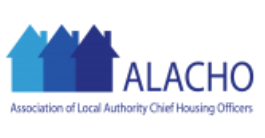 ALACHO
Association of Local Authority Chief Housing Officers